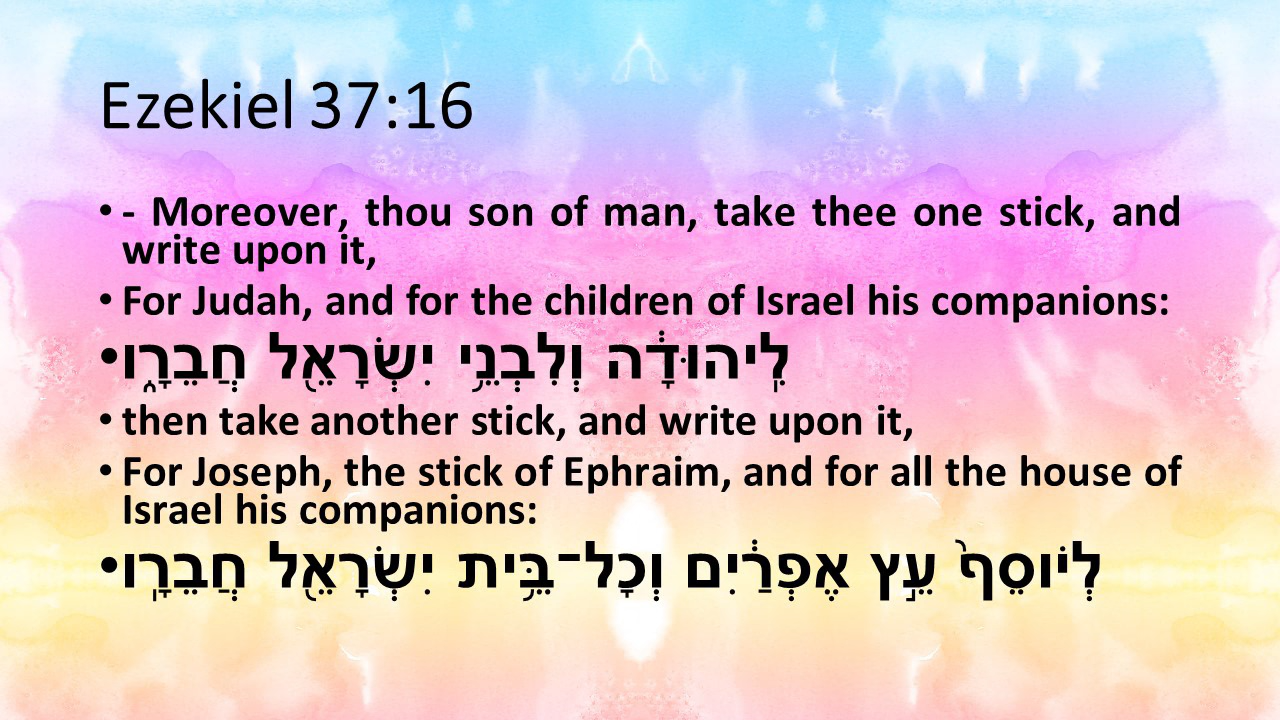 Ezekiel 37:16
• - Moreover, thou son of man, take thee one stick, and
write upon it,
• For Judah, and for the children of Israel his companions:
• לִֽיהוּדָ֔ה וְלִבְנֵ֥י יִשְׂרָאֵ֖ל חֲבֵרָ֑ו
• then take another stick, and write upon it,
• For Joseph, the stick of Ephraim, and for all the house of
Israel his companions:
• לְיוֹסֵף֙ עֵ֣ץ אֶפְרַ֔יִם וְכָל־בֵּ֥ית יִשְׂרָאֵ֖ל חֲבֵרָֽו